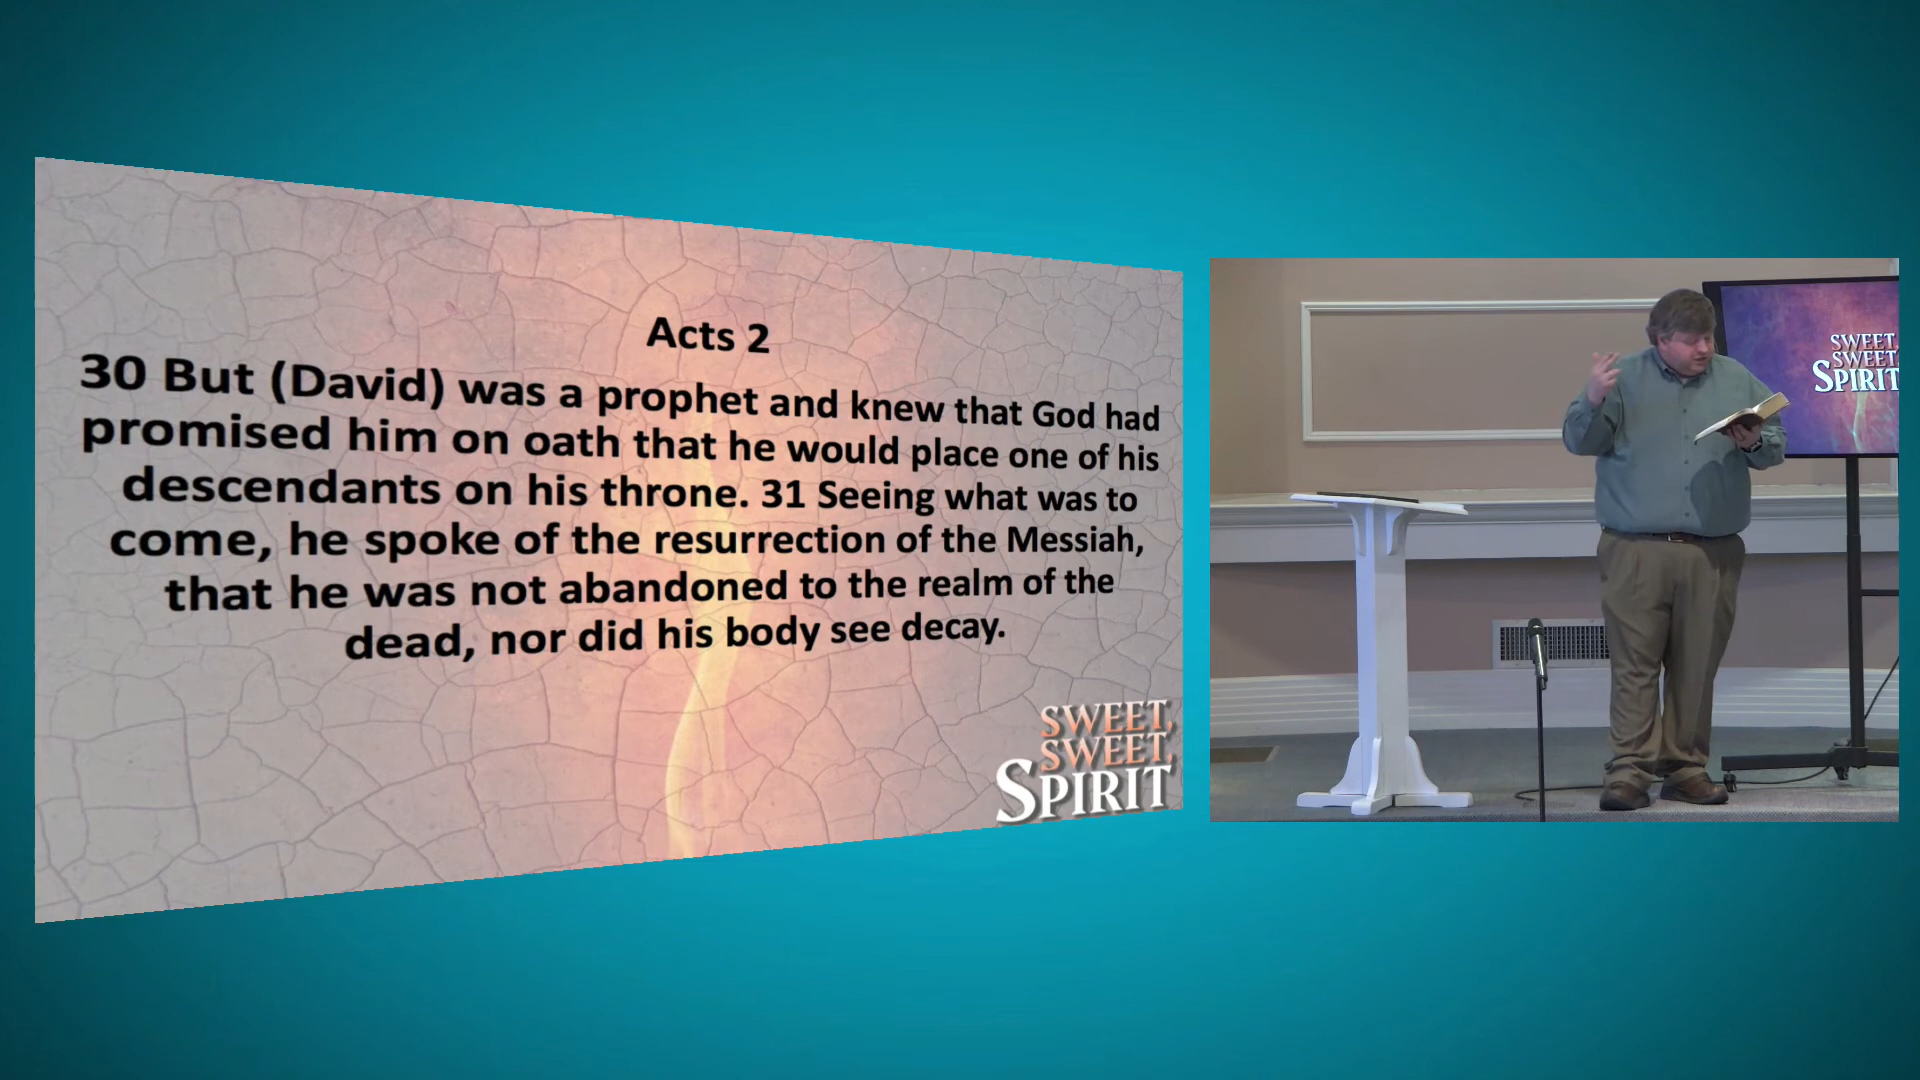 Acts 2
30 But (David) was a prophet and knew that God had
promised him on oath that he would place one of his
descendants on his throne. 31 Seeing what was to
come, he spoke of the resurrection of the Messiah,
that he was not abandoned to the realm of the
dead, nor did his body see decay.
SWEET,
SWEET,
SPIRIT
SWEET,
SWEET
SPIRIT